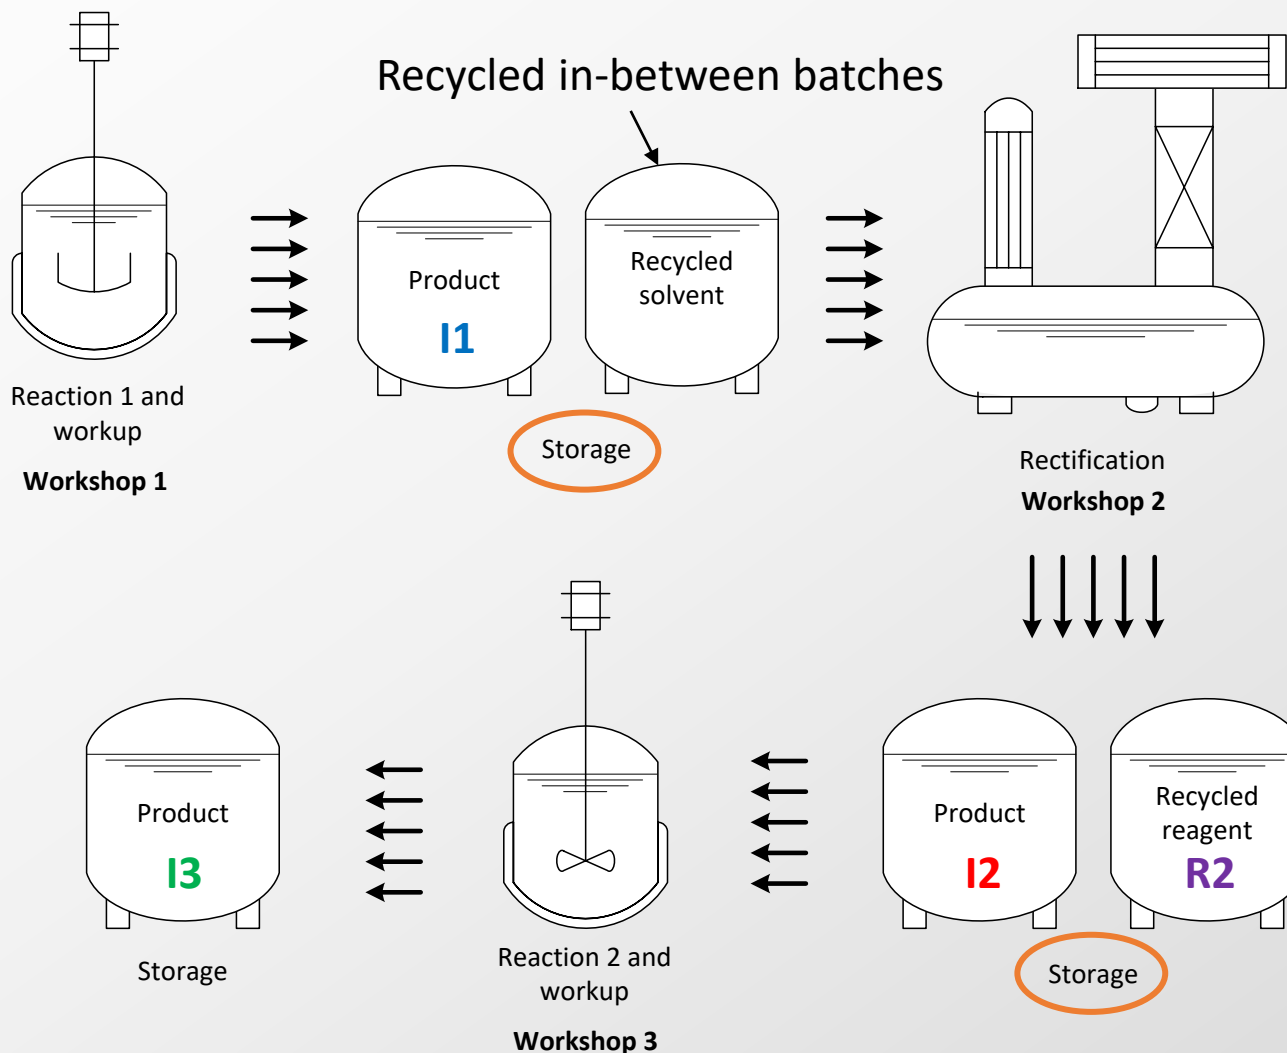 Recycled in-between batches
Product
I1
Recycled
solvent
Reaction 1 and
workup
Workshop 1
Storage
Rectification
Workshop 2
Product
I3
Storage
Reaction 2 and
workup
Workshop 3
Product
I2
Recycled
reagent
R2
Storage